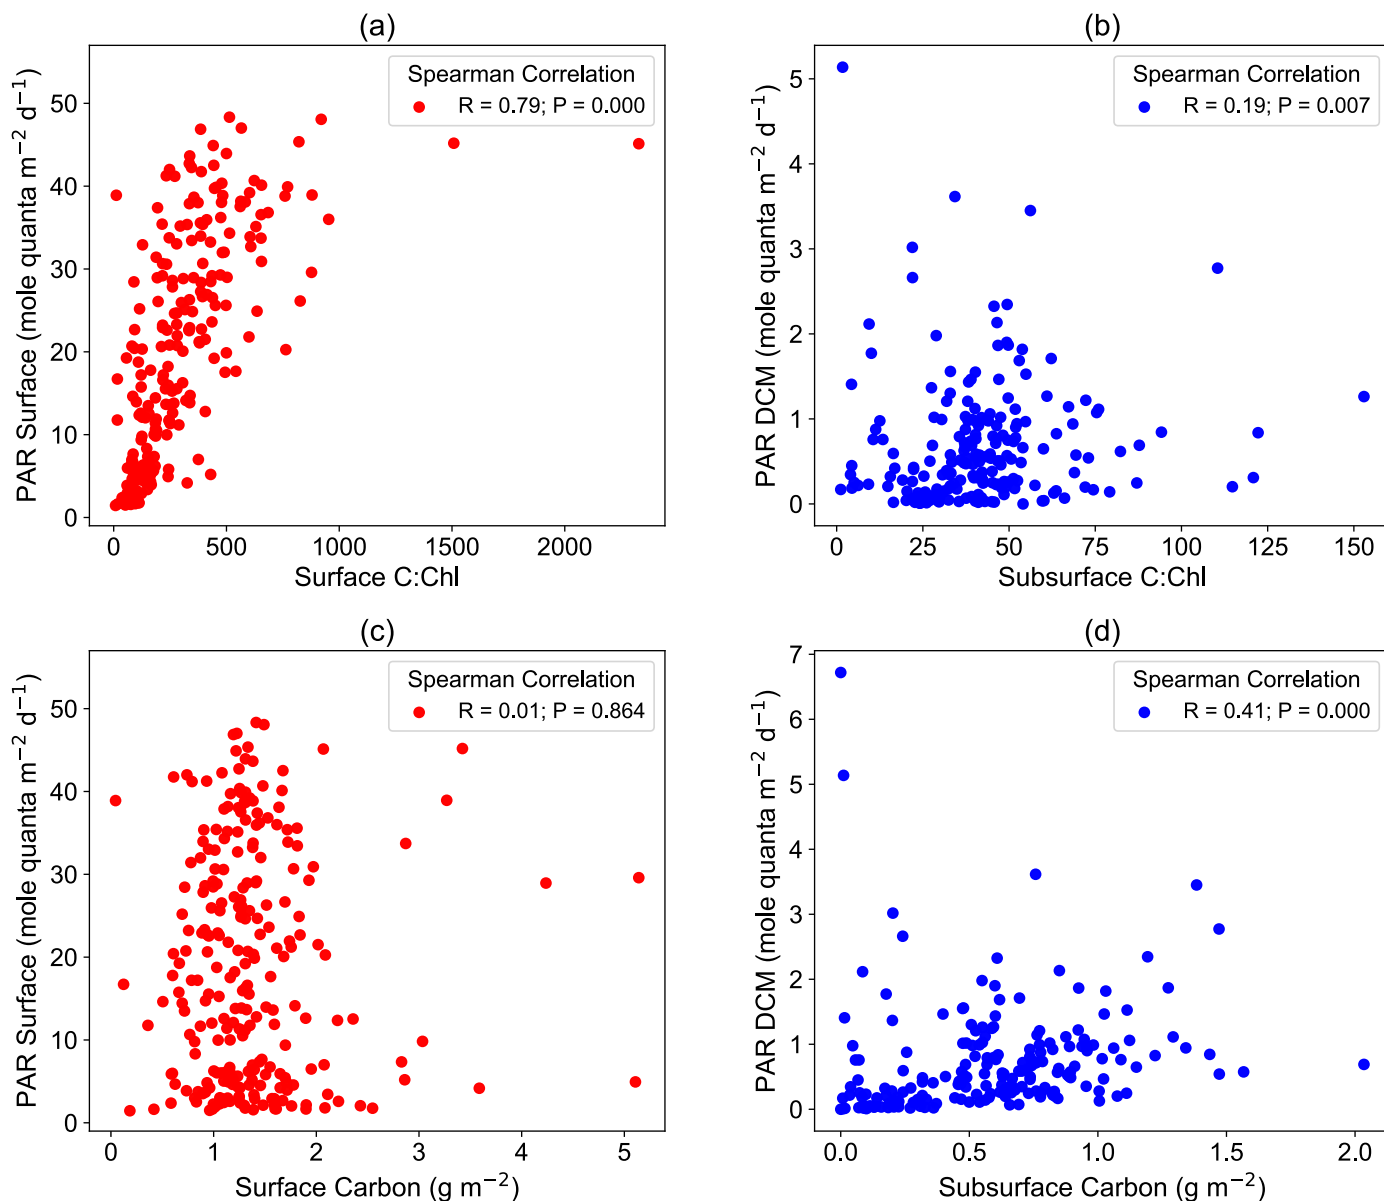 (a)
PAR Surface (mole quanta m⁻² d⁻¹)
50
40
30
20
10
0
Spearman Correlation
R = 0.79; P = 0.000
0 500 1000 1500 2000
Surface C:Chl
(b)
PAR DCM (mole quanta m⁻² d⁻¹)
5
4
3
2
1
0
Spearman Correlation
R = 0.19; P = 0.007
0 25 50 75 100 125 150
Subsurface C:Chl
(c)
PAR Surface (mole quanta m⁻² d⁻¹)
50
40
30
20
10
0
Spearman Correlation
R = 0.01; P = 0.864
0 1 2 3 4 5
Surface Carbon (g m⁻²)
(d)
PAR DCM (mole quanta m⁻² d⁻¹)
7
6
5
4
3
2
1
0
Spearman Correlation
R = 0.41; P = 0.000
0.0 0.5 1.0 1.5 2.0
Subsurface Carbon (g m⁻²)